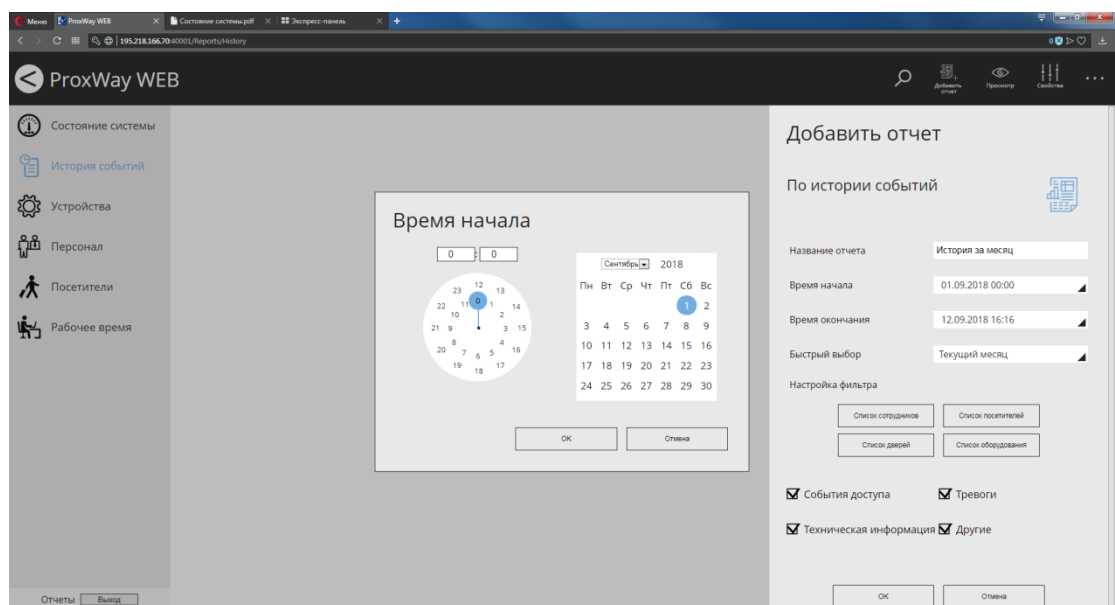 Меню ProxWay WEB Состояние системы.pdf Экспресс-панель
195.218.166.70:40001/Reports/History
ProxWay WEB
Добавить отчет Просмотр Свойства
Состояние системы
История событий
Устройства
Персонал
Посетители
Рабочее время
Отчеты Выход
Время начала
0 : 0
23 12 13
22 11 0 1 14
10 2
21 9 3 15
8 4
20 7 6 5 16
19 18 17
Сентябрь 2018
Пн Вт Ср Чт Пт Сб Вс
1 2
3 4 5 6 7 8 9
10 11 12 13 14 15 16
17 18 19 20 21 22 23
24 25 26 27 28 29 30
ОК Отмена
Добавить отчет
По истории событий
Название отчета История за месяц
Время начала 01.09.2018 00:00
Время окончания 12.09.2018 16:16
Быстрый выбор Текущий месяц
Настройка фильтра
Список сотрудников Список посетителей
Список дверей Список оборудования
События доступа Тревоги
Техническая информация Другие
ОК Отмена